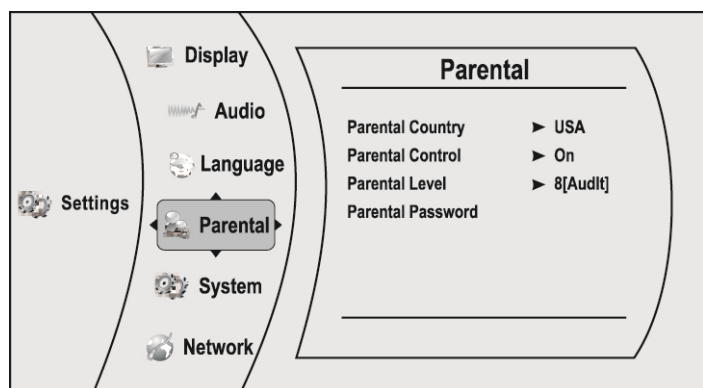 Settings
Display
Audio
Language
Parental
System
Network
Parental
Parental Country ► USA
Parental Control ► On
Parental Level ► 8[AudIt]
Parental Password